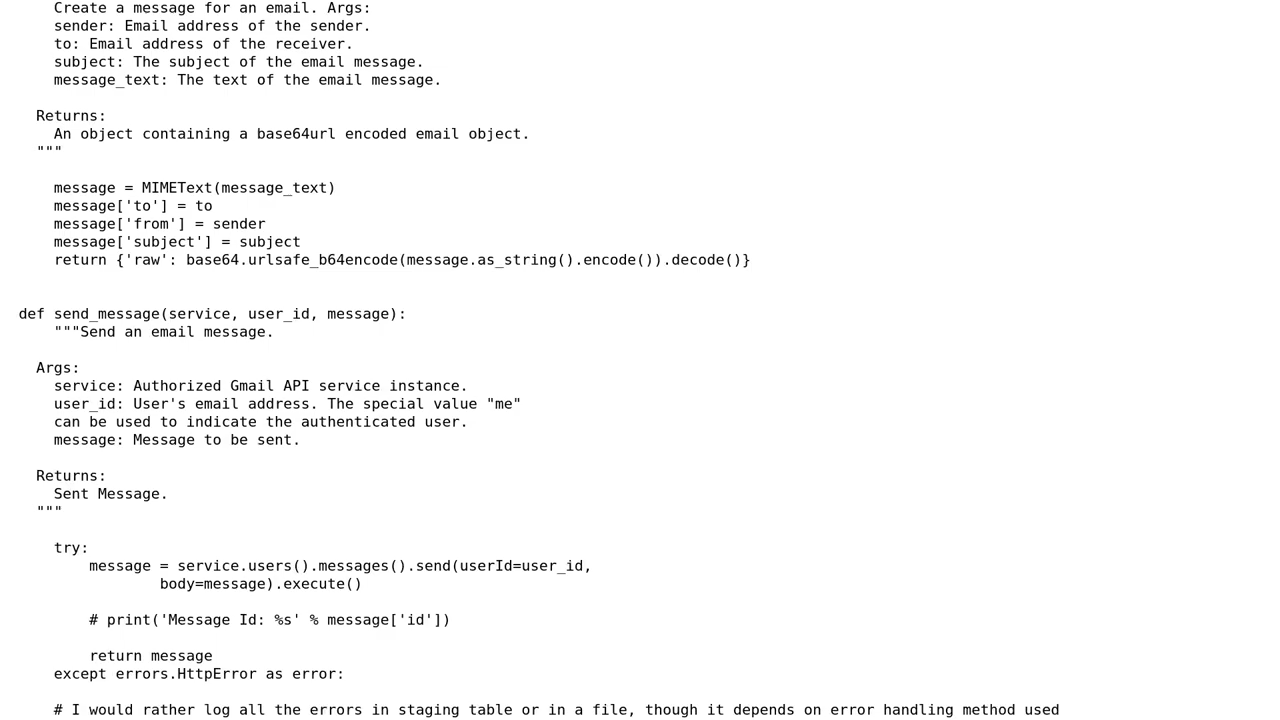 Create a message for an email. Args:
sender: Email address of the sender.
to: Email address of the receiver.
subject: The subject of the email message.
message_text: The text of the email message.
Returns:
An object containing a base64url encoded email object.
"""
message = MIMEText(message_text)
message['to'] = to
message['from'] = sender
message['subject'] = subject
return {'raw': base64.urlsafe_b64encode(message.as_string().encode()).decode()}
def send_message(service, user_id, message):
"""Send an email message.
Args:
service: Authorized Gmail API service instance.
user_id: User's email address. The special value "me"
can be used to indicate the authenticated user.
message: Message to be sent.
Returns:
Sent Message.
"""
try:
message = service.users().messages().send(userId=user_id,
body=message).execute()
# print('Message Id: %s' % message['id'])
return message
except errors.HttpError as error:
# I would rather log all the errors in staging table or in a file, though it depends on error handling method used